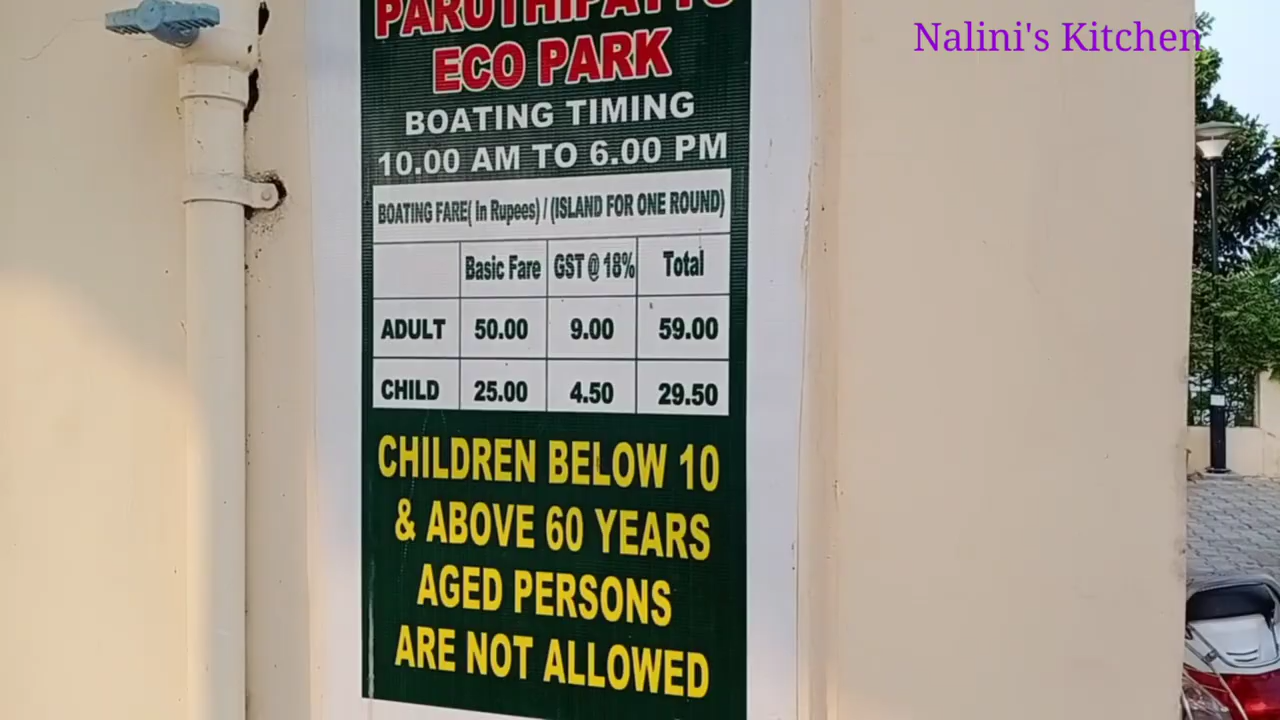 Nalini's Kitchen
PARUTHIPATTU
ECO PARK
BOATING TIMING
10.00 AM TO 6.00 PM
BOATING FARE( In Rupees) / (ISLAND FOR ONE ROUND)
Basic Fare GST @ 18% Total
ADULT 50.00 9.00 59.00
CHILD 25.00 4.50 29.50
CHILDREN BELOW 10
& ABOVE 60 YEARS
AGED PERSONS
ARE NOT ALLOWED